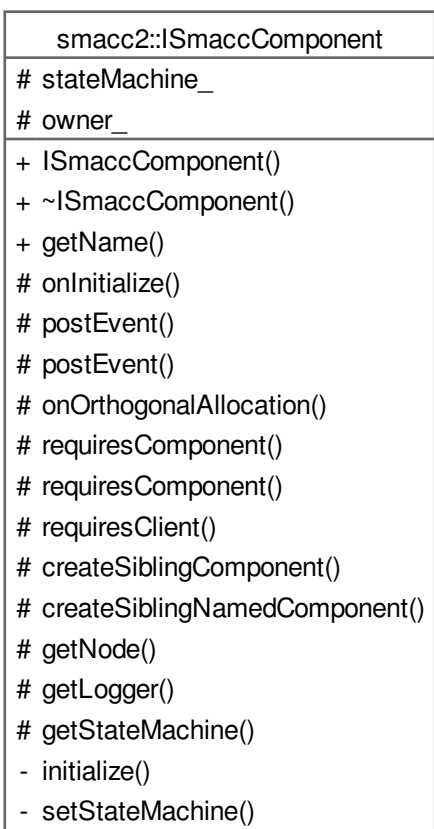 smacc2::ISmaccComponent
# stateMachine_
# owner_
+ ISmaccComponent()
+ ~ISmaccComponent()
+ getName()
# onInitialize()
# postEvent()
# postEvent()
# onOrthogonalAllocation()
# requiresComponent()
# requiresComponent()
# requiresClient()
# createSiblingComponent()
# createSiblingNamedComponent()
# getNode()
# getLogger()
# getStateMachine()
- initialize()
- setStateMachine()